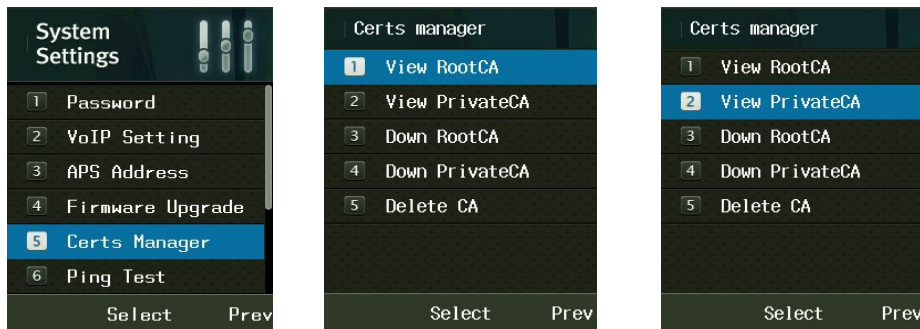 System
Settings
1 Password
2 VoIP Setting
3 APS Address
4 Firmware Upgrade
5 Certs Manager
6 Ping Test
Select Prev
Certs manager
1 View RootCA
2 View PrivateCA
3 Down RootCA
4 Down PrivateCA
5 Delete CA
Select Prev
Certs manager
1 View RootCA
2 View PrivateCA
3 Down RootCA
4 Down PrivateCA
5 Delete CA
Select Prev